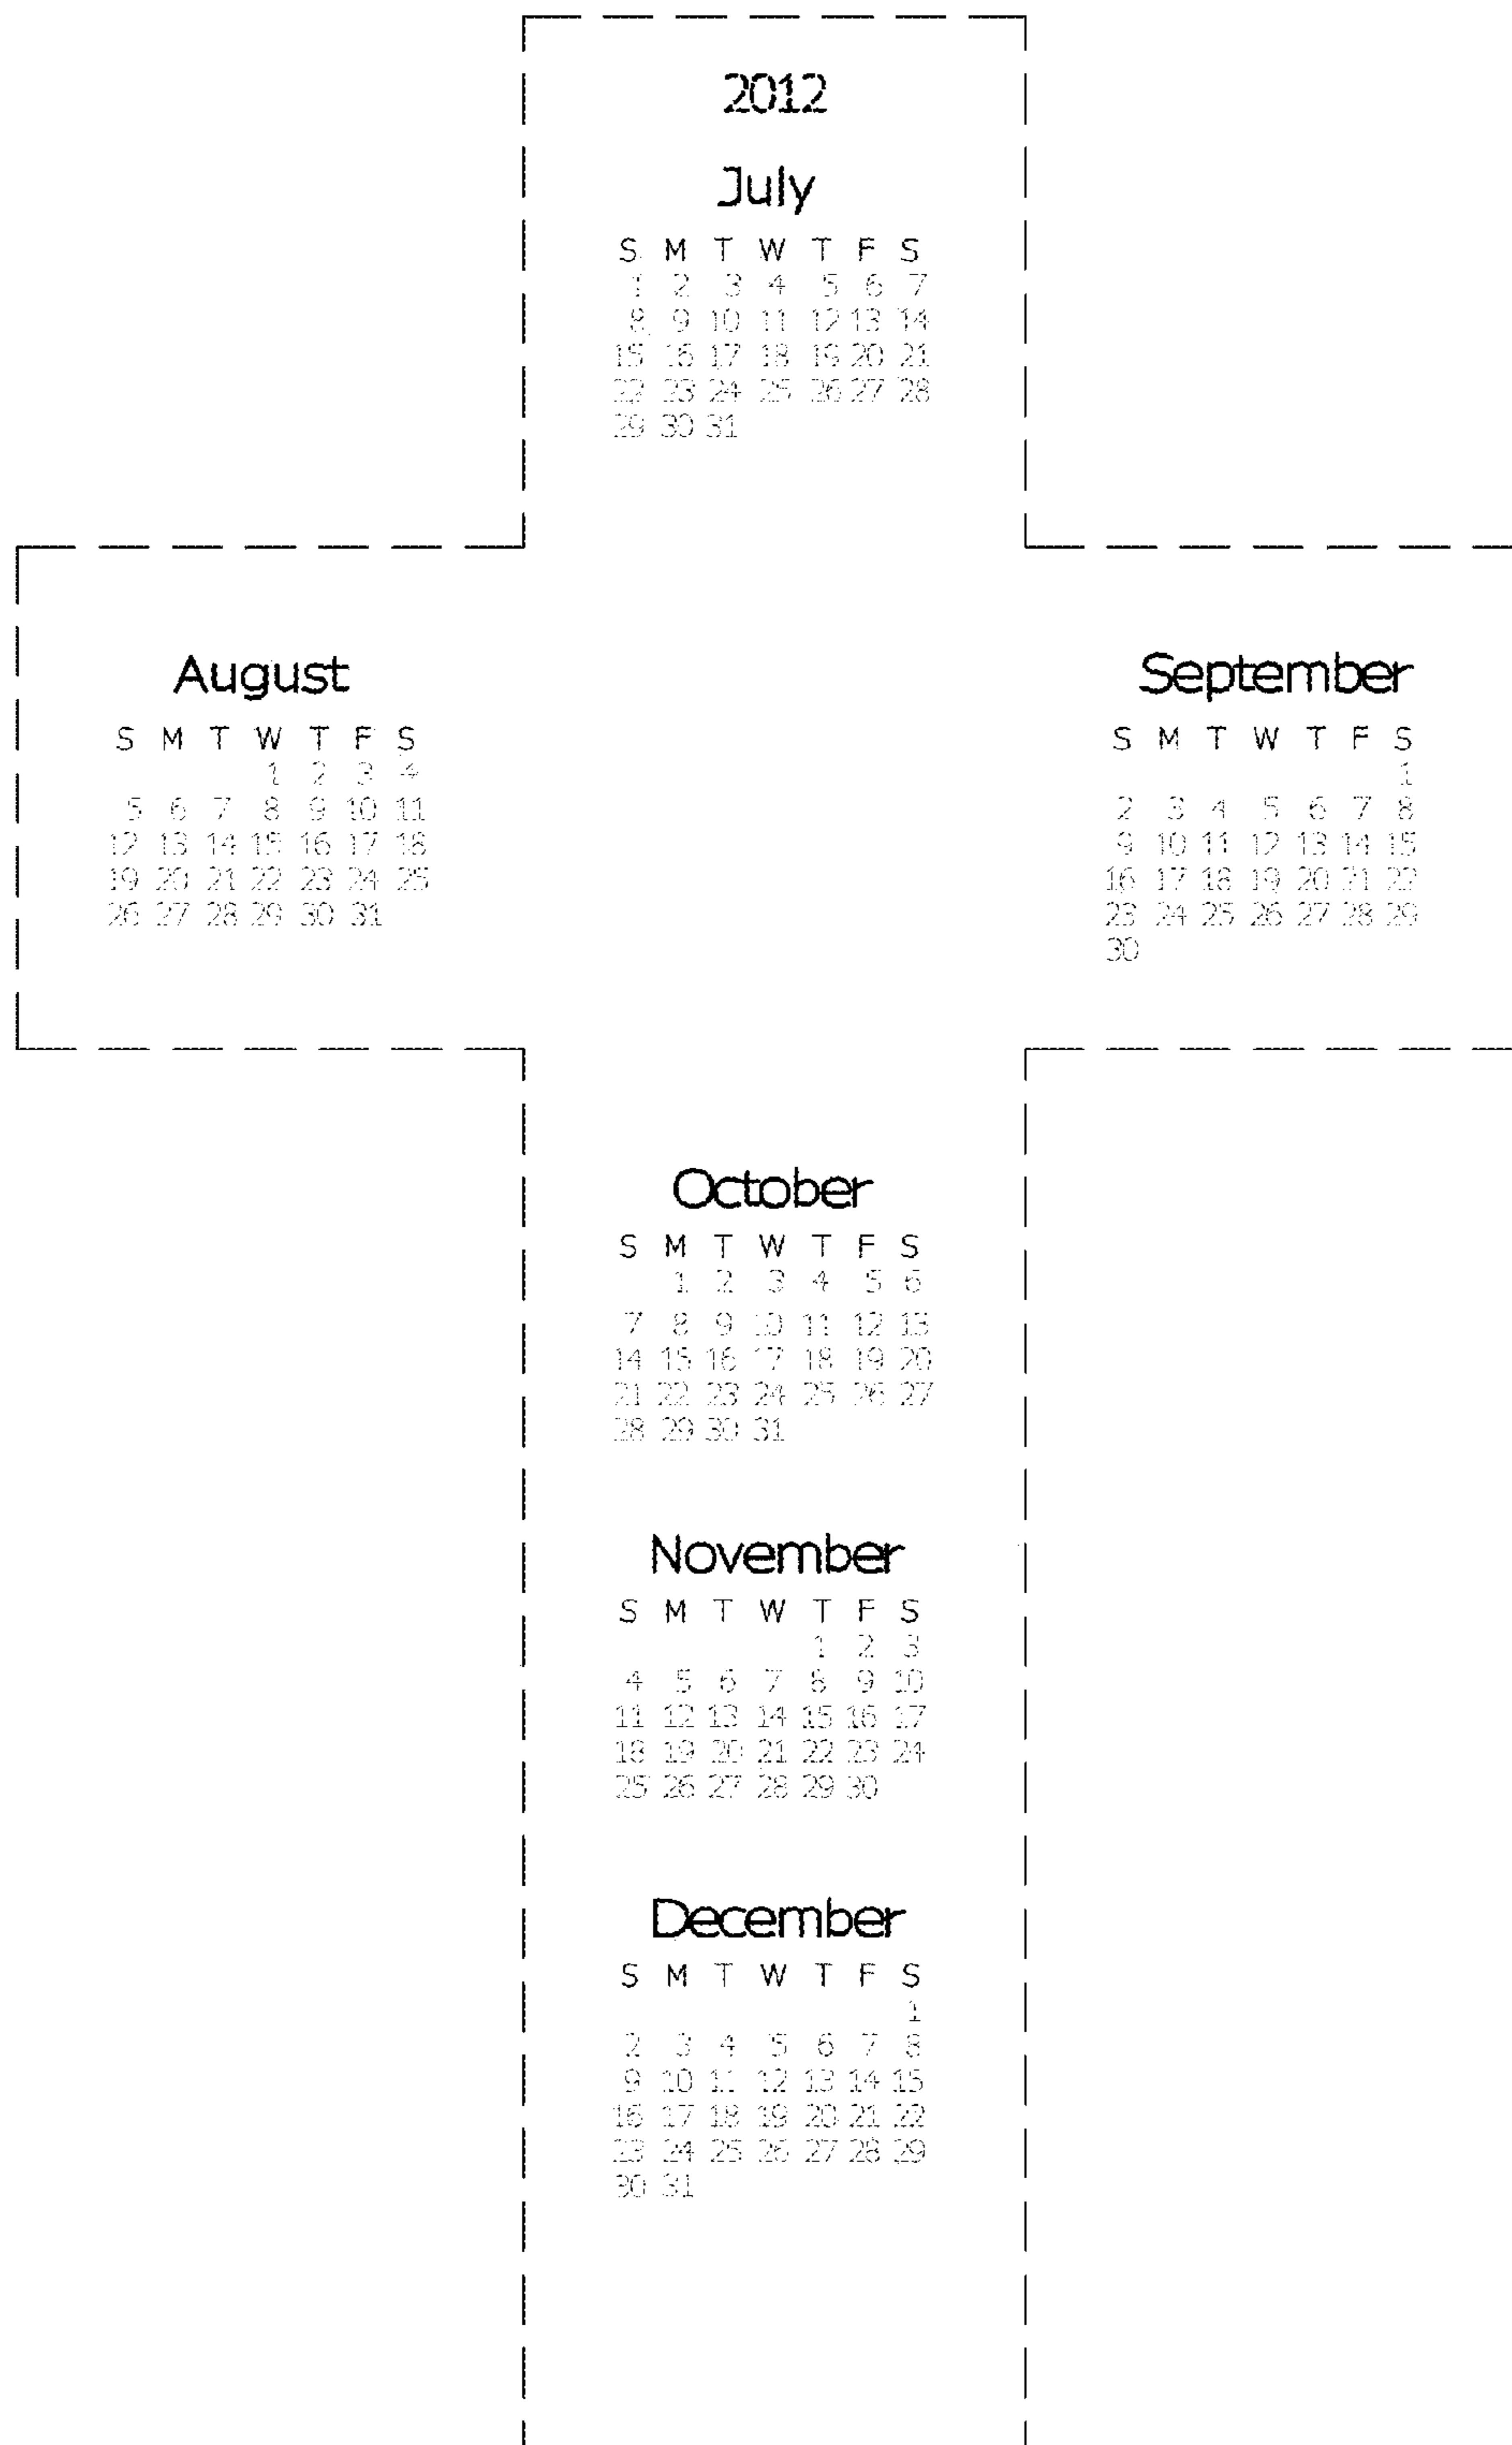 2012
July
S M T W T F S
1 2 3 4 5 6 7
8 9 10 11 12 13 14
15 16 17 18 19 20 21
22 23 24 25 26 27 28
29 30 31
August
S M T W T F S
1 2 3 4
5 6 7 8 9 10 11
12 13 14 15 16 17 18
19 20 21 22 23 24 25
26 27 28 29 30 31
September
S M T W T F S
1
2 3 4 5 6 7 8
9 10 11 12 13 14 15
16 17 18 19 20 21 22
23 24 25 26 27 28 29
30
October
S M T W T F S
1 2 3 4 5 6
7 8 9 10 11 12 13
14 15 16 17 18 19 20
21 22 23 24 25 26 27
28 29 30 31
November
S M T W T F S
1 2 3
4 5 6 7 8 9 10
11 12 13 14 15 16 17
18 19 20 21 22 23 24
25 26 27 28 29 30
December
S M T W T F S
1
2 3 4 5 6 7 8
9 10 11 12 13 14 15
16 17 18 19 20 21 22
23 24 25 26 27 28 29
30 31